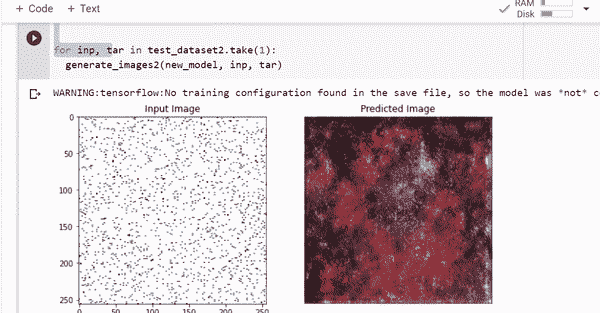 + Code + Text
RAM
Disk
for inp, tar in test_dataset2.take(1):
generate_images2(new_model, inp, tar)
WARNING:tensorflow:No training configuration found in the save file, so the model was *not* c
Input Image
Predicted Image
0
50
100
150
200
250
0 50 100 150 200 250